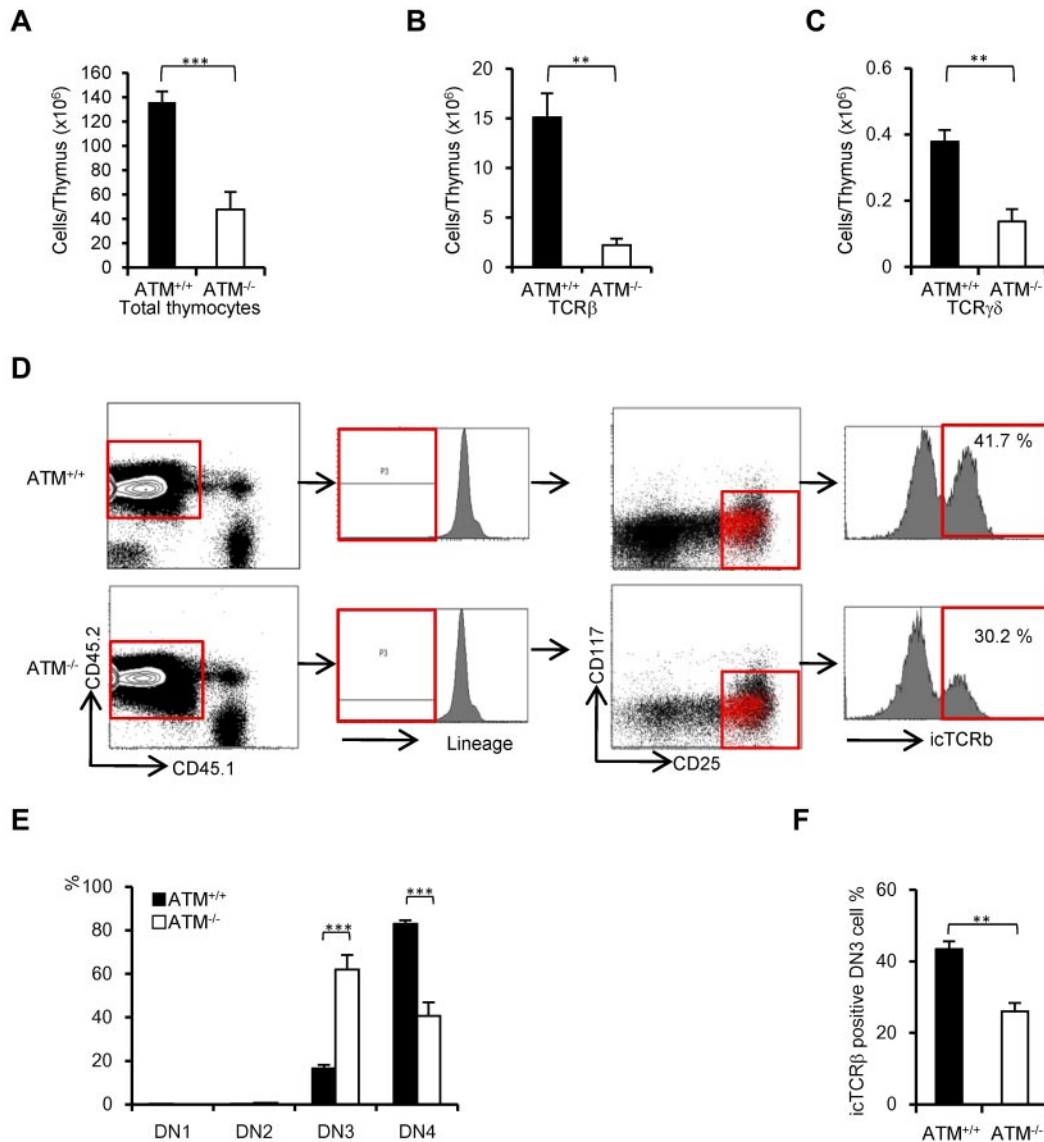 A
B
C
***
Cells/Thymus (x10⁶)
160
140
120
100
80
60
40
20
0
ATM⁺/⁺ ATM⁻/⁻
Total thymocytes
**
Cells/Thymus (x10⁶)
20
15
10
5
0
ATM⁺/⁺ ATM⁻/⁻
TCRβ
**
Cells/Thymus (x10⁶)
0.6
0.4
0.2
0
ATM⁺/⁺ ATM⁻/⁻
TCRγδ
D
ATM⁺/⁺
P3
41.7 %
ATM⁻/⁻
CD45.2
CD45.1
P3
Lineage
CD117
CD25
30.2 %
icTCRb
E
%
100
80
60
40
20
0
ATM⁺/⁺
ATM⁻/⁻
***
***
DN1 DN2 DN3 DN4
F
icTCRβ positive DN3 cell %
60
40
20
0
**
ATM⁺/⁺ ATM⁻/⁻